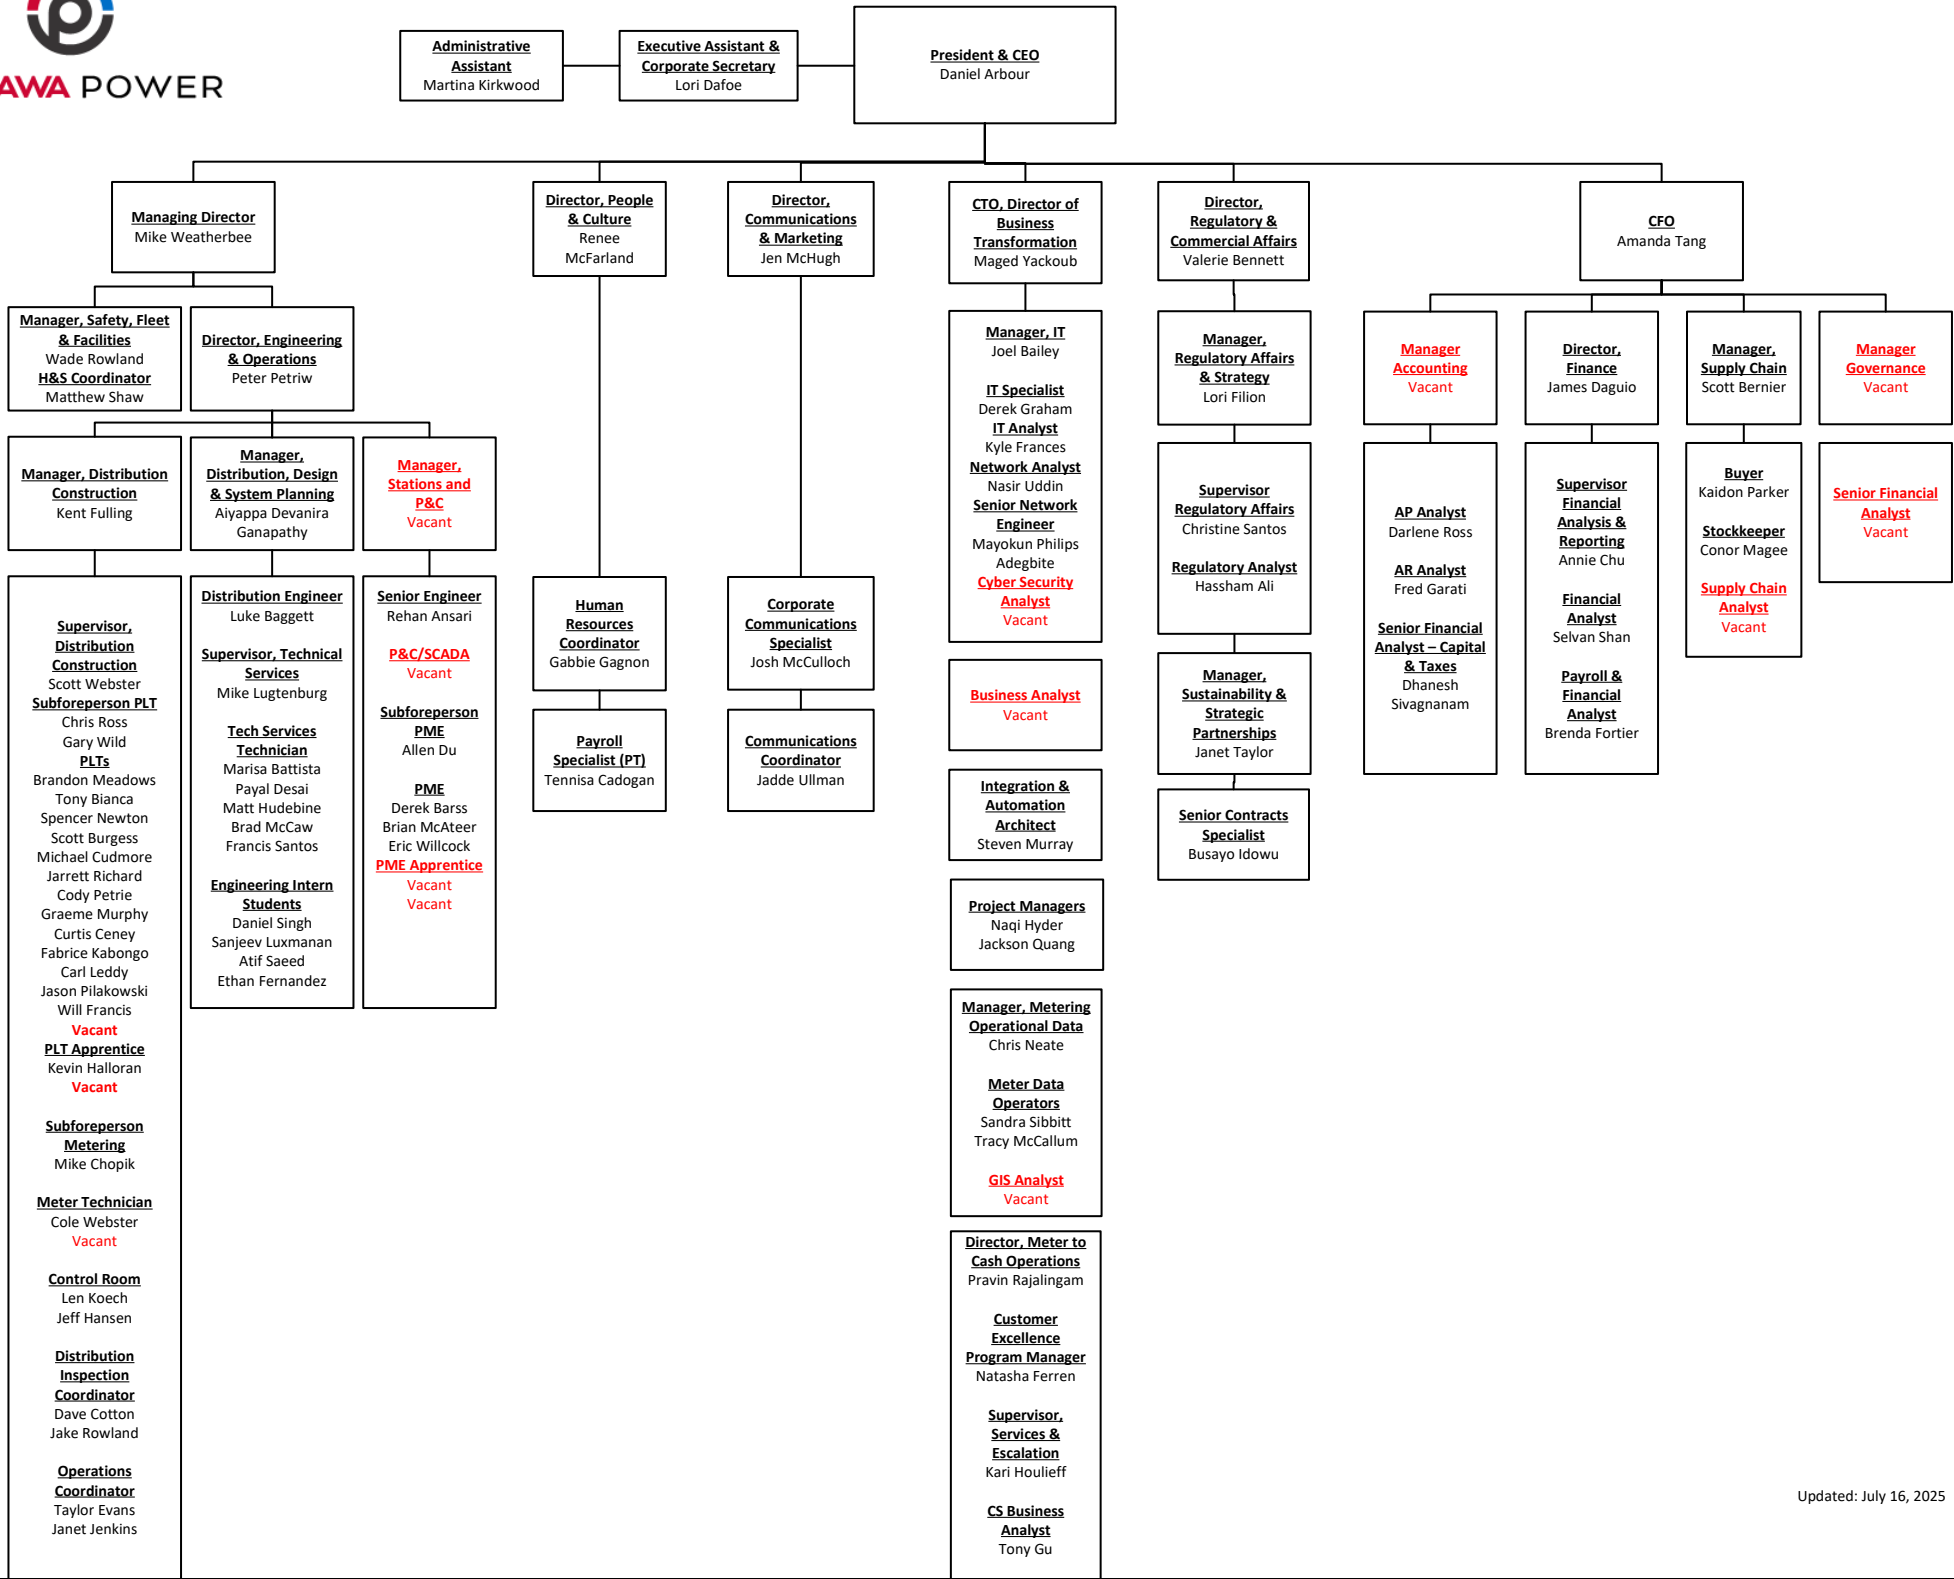 AWA POWER
Administrative
Assistant
Martina Kirkwood
Executive Assistant &
Corporate Secretary
Lori Dafoe
President & CEO
Daniel Arbour
Managing Director
Mike Weatherbee
Director, People
& Culture
Renee
McFarland
Director,
Communications
& Marketing
Jen McHugh
CTO, Director of
Business
Transformation
Maged Yackoub
Director,
Regulatory &
Commercial Affairs
Valerie Bennett
CFO
Amanda Tang
Manager, Safety, Fleet
& Facilities
Wade Rowland
H&S Coordinator
Matthew Shaw
Director, Engineering
& Operations
Peter Petriw
Manager, Distribution
Construction
Kent Fulling
Manager,
Distribution, Design
& System Planning
Aiyappa Devanira
Ganapathy
Manager,
Stations and
P&C
Vacant
Supervisor,
Distribution
Construction
Scott Webster
Subforeperson PLT
Chris Ross
Gary Wild
PLTs
Brandon Meadows
Tony Bianca
Spencer Newton
Scott Burgess
Michael Cudmore
Jarrett Richard
Cody Petrie
Graeme Murphy
Curtis Ceney
Fabrice Kabongo
Carl Leddy
Jason Pilakowski
Will Francis
Vacant
PLT Apprentice
Kevin Halloran
Vacant
Subforeperson
Metering
Mike Chopik
Meter Technician
Cole Webster
Vacant
Control Room
Len Koech
Jeff Hansen
Distribution
Inspection
Coordinator
Dave Cotton
Jake Rowland
Operations
Coordinator
Taylor Evans
Janet Jenkins
Distribution Engineer
Luke Baggett
Supervisor, Technical
Services
Mike Lugtenburg
Tech Services
Technician
Marisa Battista
Payal Desai
Matt Hudebine
Brad McCaw
Francis Santos
Engineering Intern
Students
Daniel Singh
Sanjeev Luxmanan
Atif Saeed
Ethan Fernandez
Senior Engineer
Rehan Ansari
P&C/SCADA
Vacant
Subforeperson
PME
Allen Du
PME
Derek Barss
Brian McAteer
Eric Willcock
PME Apprentice
Vacant
Vacant
Human
Resources
Coordinator
Gabbie Gagnon
Payroll
Specialist (PT)
Tennisa Cadogan
Corporate
Communications
Specialist
Josh McCulloch
Communications
Coordinator
Jadde Ullman
Manager, IT
Joel Bailey
IT Specialist
Derek Graham
IT Analyst
Kyle Frances
Network Analyst
Nasir Uddin
Senior Network
Engineer
Mayokun Philips
Adegbite
Cyber Security
Analyst
Vacant
Business Analyst
Vacant
Integration &
Automation
Architect
Steven Murray
Project Managers
Naqi Hyder
Jackson Quang
Manager, Metering
Operational Data
Chris Neate
Meter Data
Operators
Sandra Sibbitt
Tracy McCallum
GIS Analyst
Vacant
Director, Meter to
Cash Operations
Pravin Rajalingam
Customer
Excellence
Program Manager
Natasha Ferren
Supervisor,
Services &
Escalation
Kari Houlieff
CS Business
Analyst
Tony Gu
Manager,
Regulatory Affairs
& Strategy
Lori Filion
Supervisor
Regulatory Affairs
Christine Santos
Regulatory Analyst
Hassham Ali
Manager,
Sustainability &
Strategic
Partnerships
Janet Taylor
Senior Contracts
Specialist
Busayo Idowu
Manager
Accounting
Vacant
AP Analyst
Darlene Ross
AR Analyst
Fred Garati
Senior Financial
Analyst – Capital
& Taxes
Dhanesh
Sivagnanam
Director,
Finance
James Daguio
Supervisor
Financial
Analysis &
Reporting
Annie Chu
Financial
Analyst
Selvan Shan
Payroll &
Financial
Analyst
Brenda Fortier
Manager,
Supply Chain
Scott Bernier
Buyer
Kaidon Parker
Stockkeeper
Conor Magee
Supply Chain
Analyst
Vacant
Manager
Governance
Vacant
Senior Financial
Analyst
Vacant
Updated: July 16, 2025